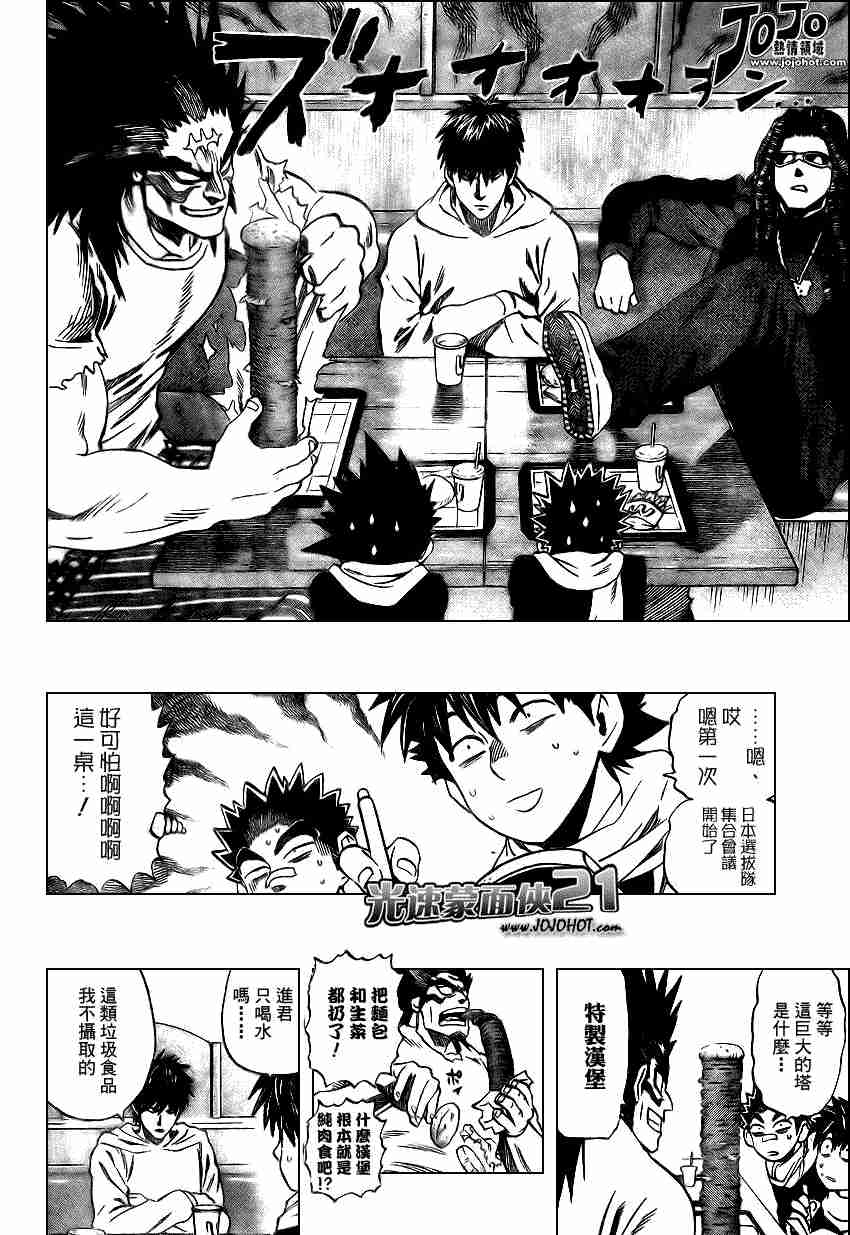 ズオオオオオン...
JOJO
熱情領域
www.jojohot.com
……嗯、
哎
嗯第一次
日本選拔隊
集合會議
開始了
好可怕啊啊啊啊
這一桌…！
光速蒙面俠21
www.JOJOHOT.com
等等
這巨大的塔
是什麼…
特製漢堡
把麵包
和生菜
都扔了！
什麼漢堡
根本就是
純肉食吧!?
進君
只喝水
嗎……
這類垃圾食品
我不攝取的